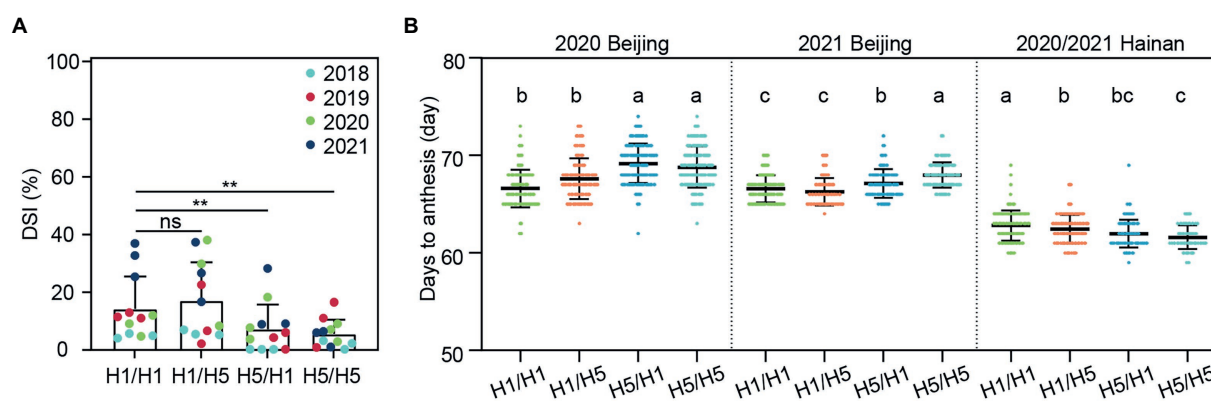 A
B
100
80
60
40
20
0
DSI (%)
2018
2019
2020
2021
**
**
ns
H1/H1 H1/H5 H5/H1 H5/H5
2020 Beijing 2021 Beijing 2020/2021 Hainan
80
70
60
50
Days to anthesis (day)
b b a a c c b a a b bc c
H1/H1 H1/H5 H5/H1 H5/H5 H1/H1 H1/H5 H5/H1 H5/H5 H1/H1 H1/H5 H5/H1 H5/H5